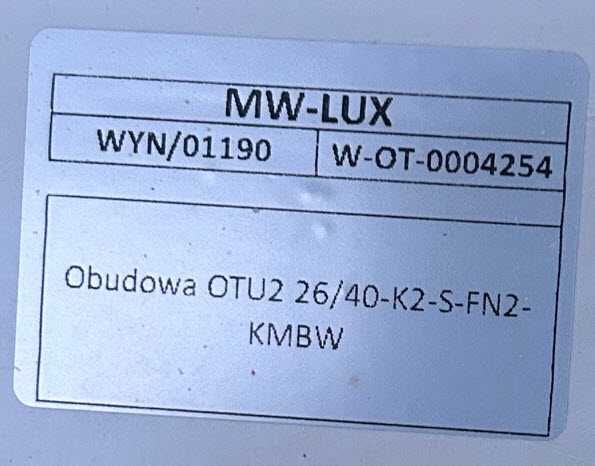 MW-LUX
WYN/01190 W-OT-0004254
Obudowa OTU2 26/40-K2-S-FN2-
KMBW